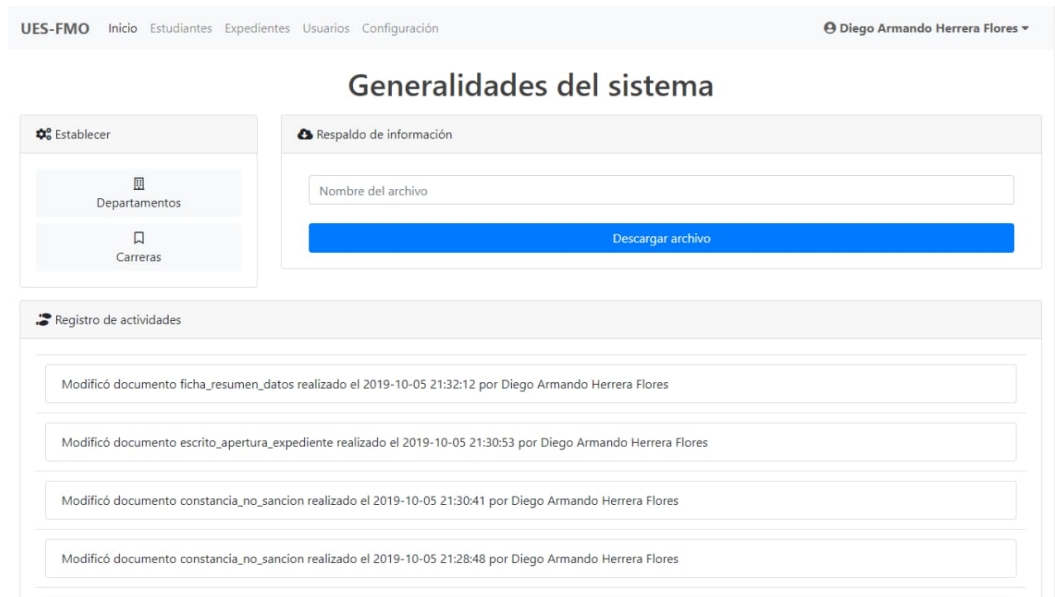 UES-FMO Inicio Estudiantes Expedientes Usuarios Configuración Diego Armando Herrera Flores
Generalidades del sistema
Establecer
Departamentos
Carreras
Respaldo de información
Nombre del archivo
Descargar archivo
Registro de actividades
Modificó documento ficha_resumen_datos realizado el 2019-10-05 21:32:12 por Diego Armando Herrera Flores
Modificó documento escrito_apertura_expediente realizado el 2019-10-05 21:30:53 por Diego Armando Herrera Flores
Modificó documento constancia_no_sancion realizado el 2019-10-05 21:30:41 por Diego Armando Herrera Flores
Modificó documento constancia_no_sancion realizado el 2019-10-05 21:28:48 por Diego Armando Herrera Flores